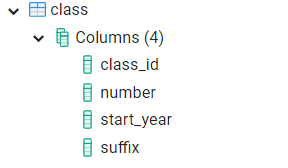 class
Columns (4)
class_id
number
start_year
suffix